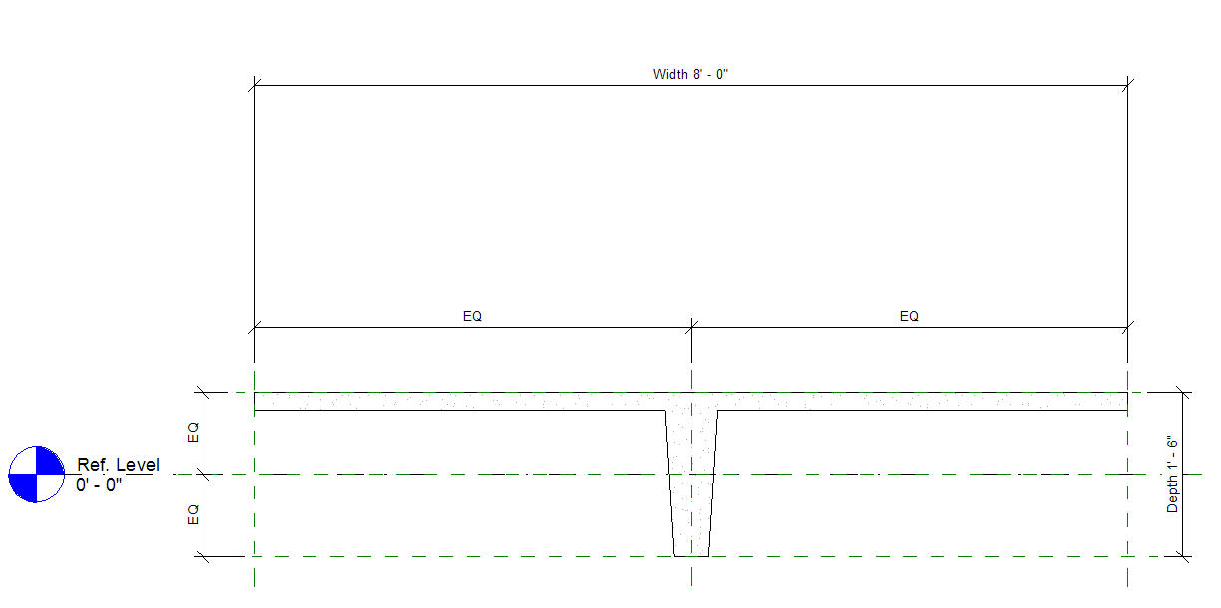 Width 8' - 0"
EQ
EQ
EQ
Ref. Level
0' - 0"
EQ
Depth 1' - 6"